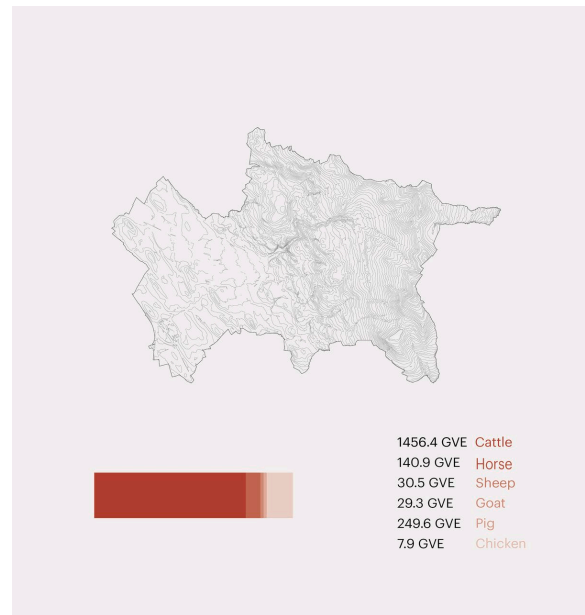 1456.4 GVE Cattle
140.9 GVE Horse
30.5 GVE Sheep
29.3 GVE Goat
249.6 GVE Pig
7.9 GVE Chicken